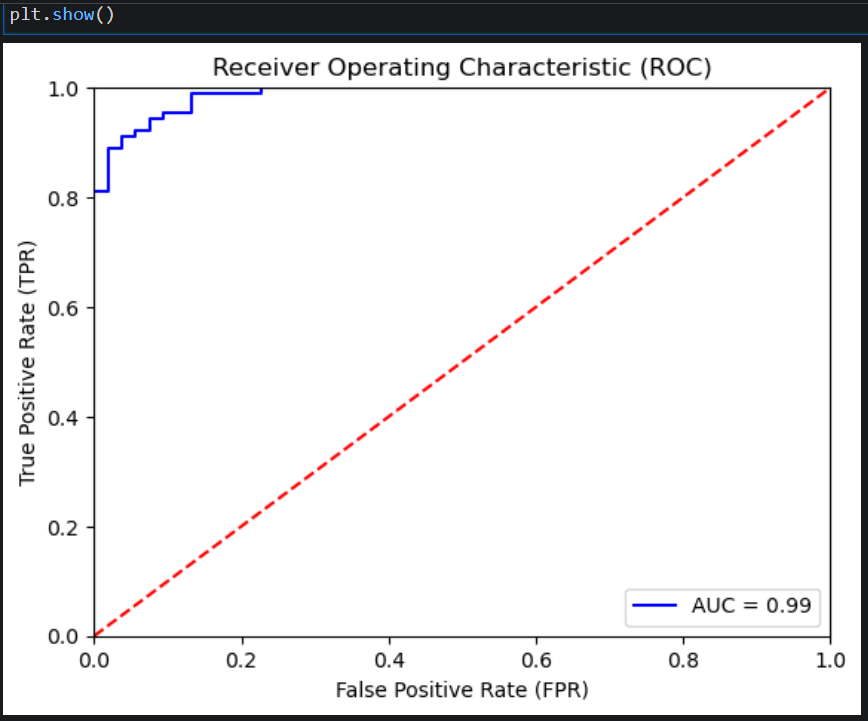 plt.show()
Receiver Operating Characteristic (ROC)
1.0
0.8
0.6
0.4
0.2
0.0
True Positive Rate (TPR)
AUC = 0.99
0.0 0.2 0.4 0.6 0.8 1.0
False Positive Rate (FPR)